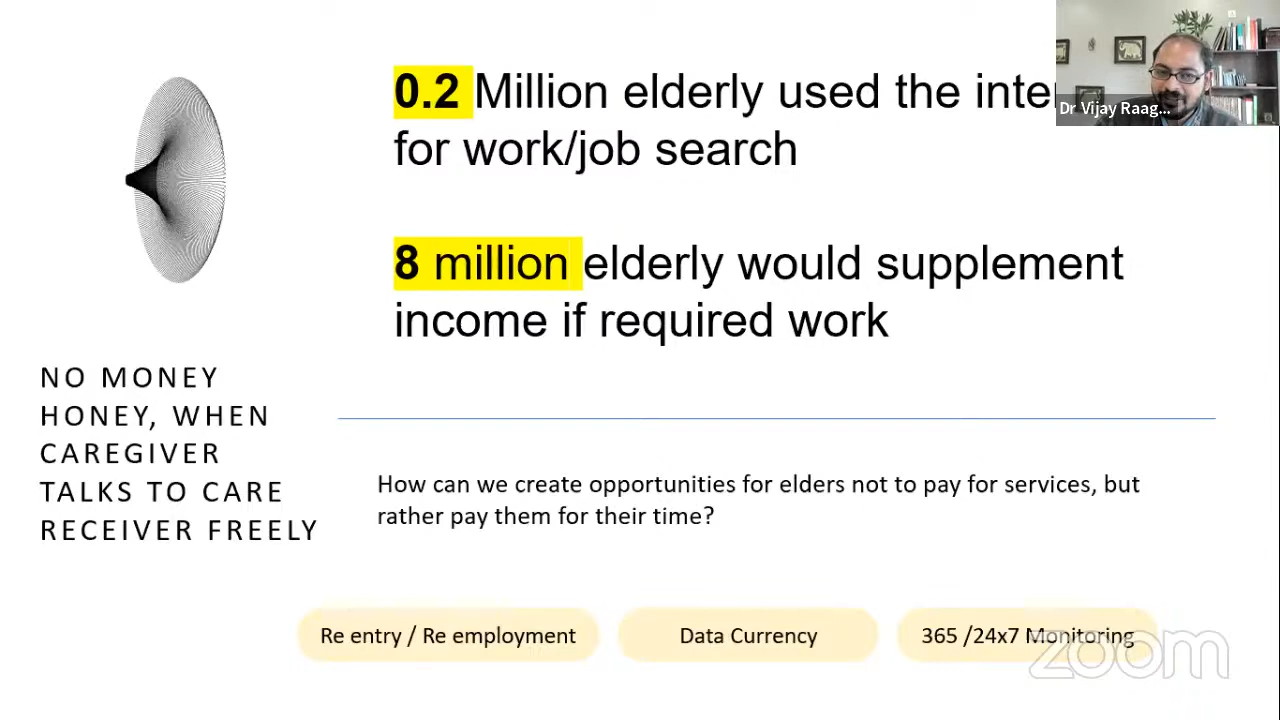 0.2 Million elderly used the
for work/job search
8 million elderly would supplement
income if required work
NO MONEY
HONEY, WHEN
CAREGIVER
TALKS TO CARE
RECEIVER FREELY
How can we create opportunities for elders not to pay for services, but
rather pay them for their time?
Re entry / Re employment
Data Currency
365 /24x7 Monitoring
Dr Vijay Raag...
zoom